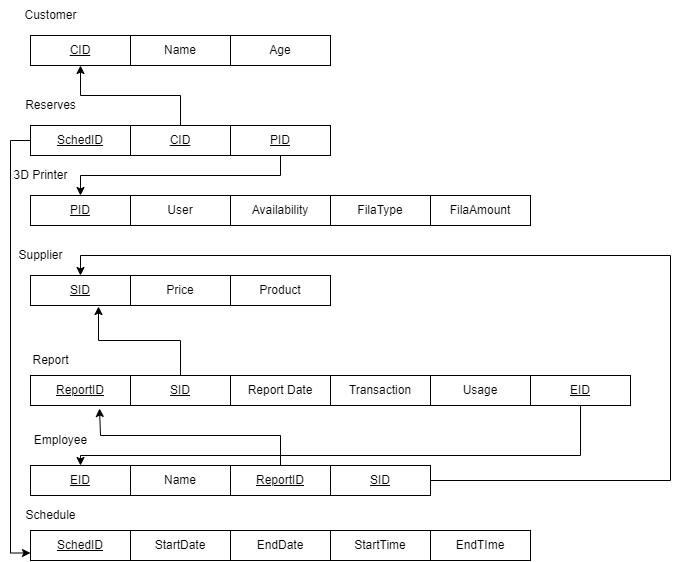 Customer
CID Name Age
Reserves
SchedID CID PID
3D Printer
PID User Availability FilaType FilaAmount
Supplier
SID Price Product
Report
ReportID SID Report Date Transaction Usage EID
Employee
EID Name ReportID SID
Schedule
SchedID StartDate EndDate StartTime EndTIme